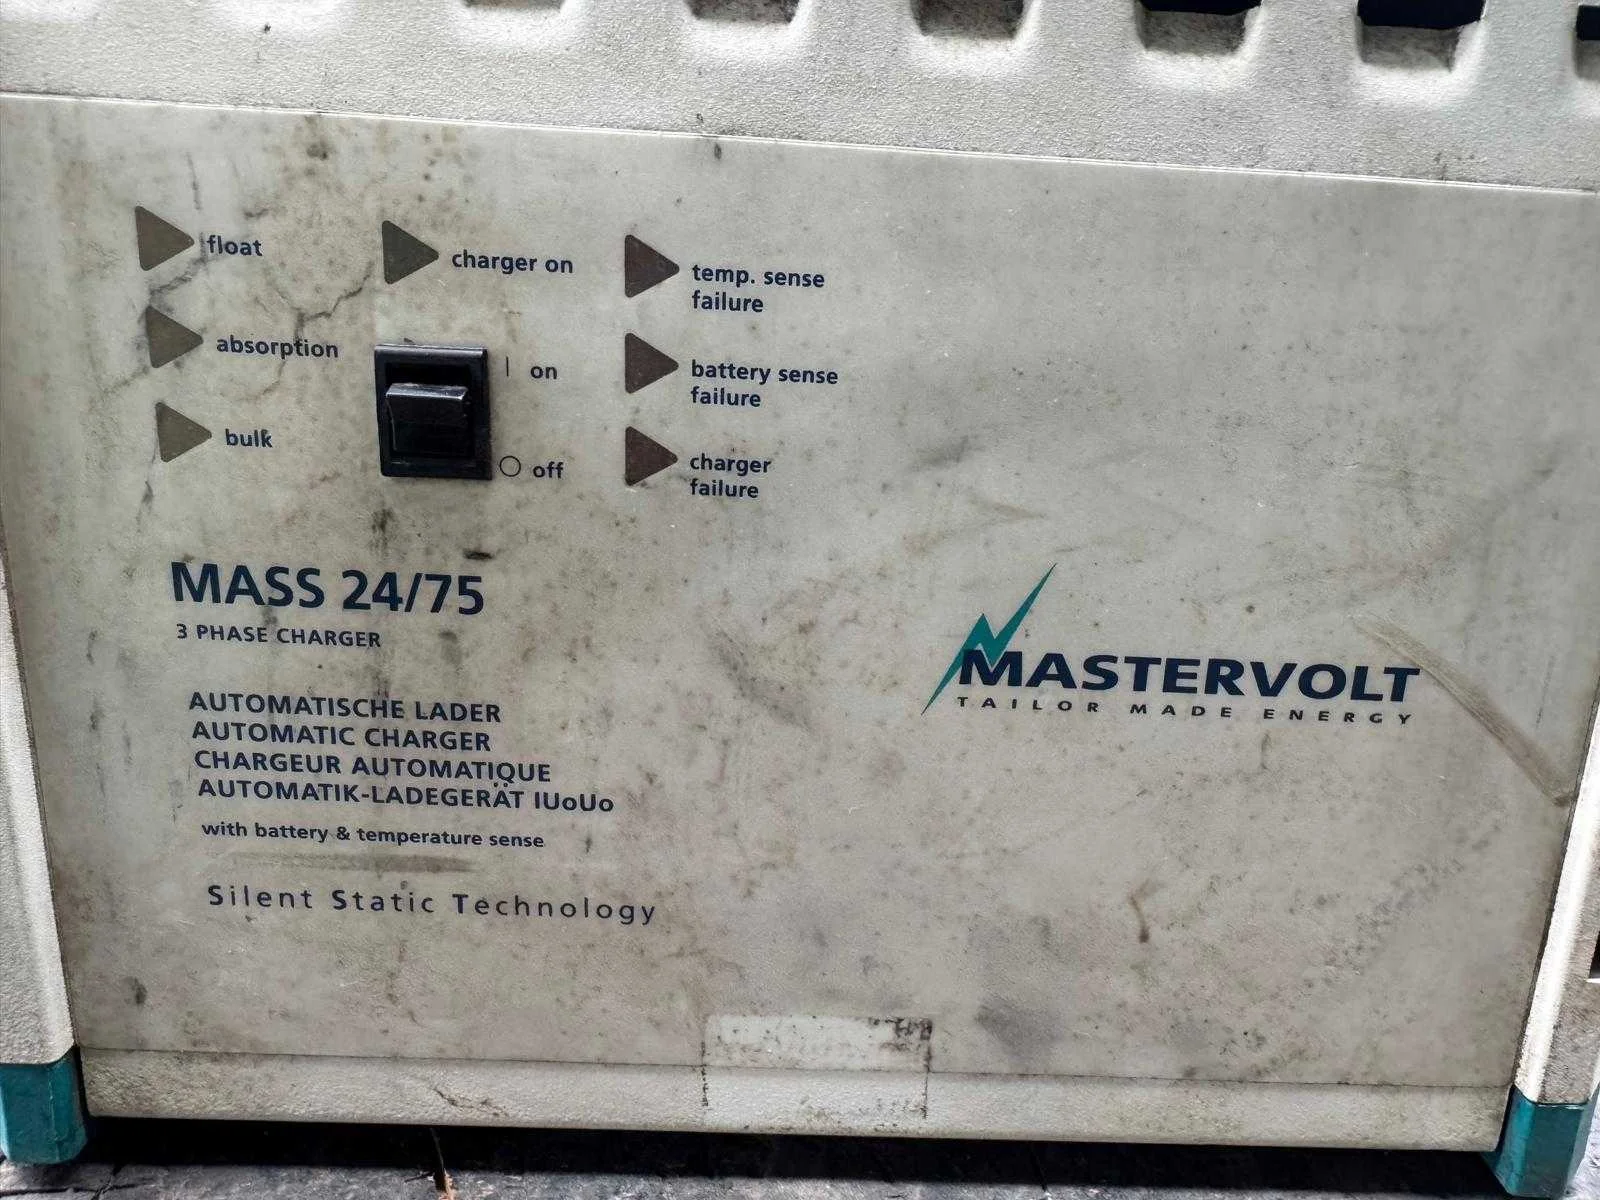 float
charger on
temp. sense
failure
absorption
| on
battery sense
failure
bulk
O off
charger
failure
MASS 24/75
3 PHASE CHARGER
MASTERVOLT
TAILOR MADE ENERGY
AUTOMATISCHE LADER
AUTOMATIC CHARGER
CHARGEUR AUTOMATIQUE
AUTOMATIK-LADEGERÄT IUoUo
with battery & temperature sense
Silent Static Technology